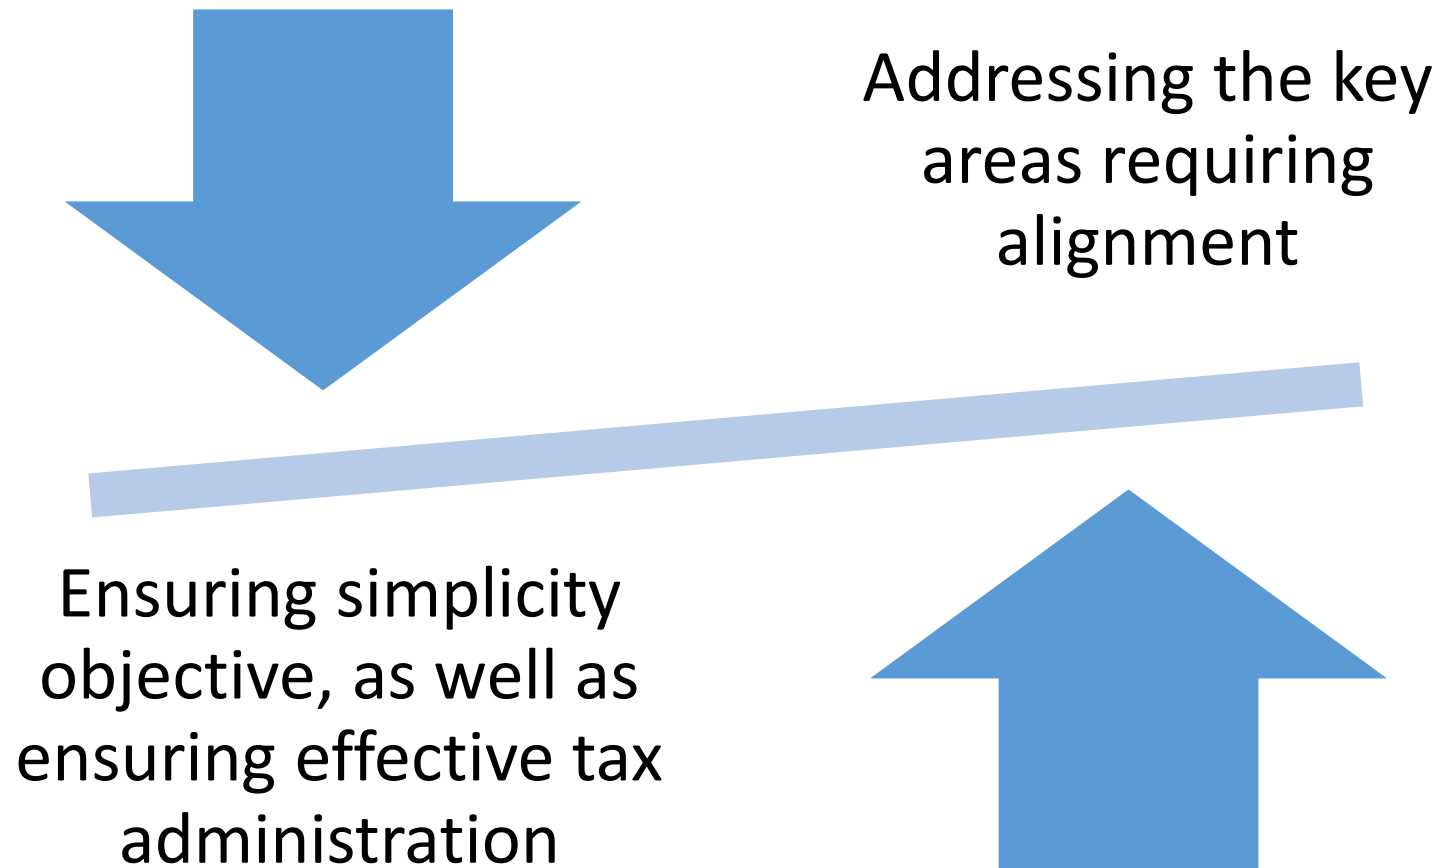 Addressing the key
areas requiring
alignment
Ensuring simplicity
objective, as well as
ensuring effective tax
administration